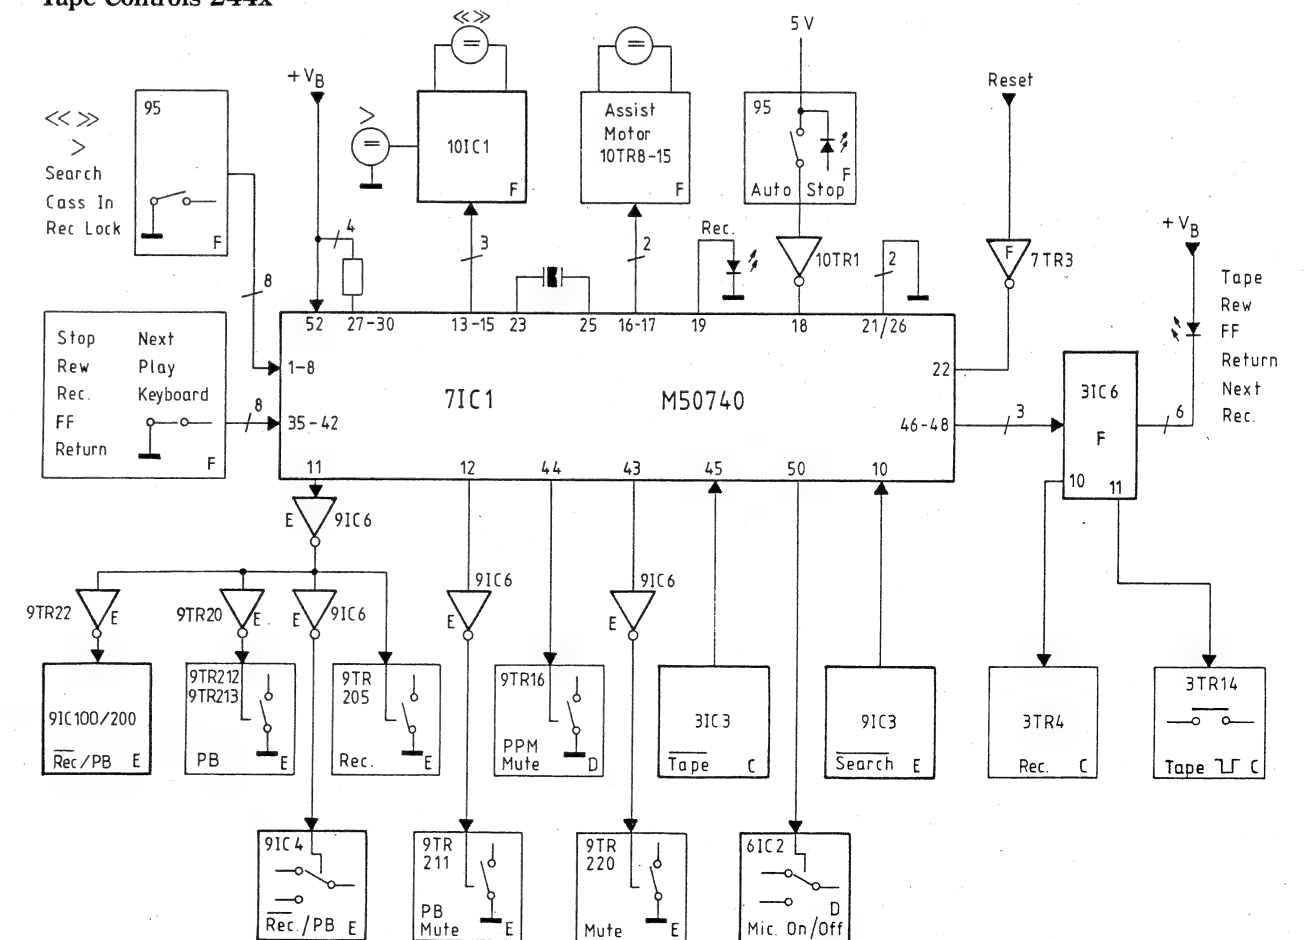 Tape Controls 244x
<< >>
>
Search
Cass In
Rec Lock
95
F
8
+VB
4
<< >>
>
10IC1
F
3
Assist
Motor
10TR8-15
F
2
5V
95
F
Auto Stop
10TR1
Rec.
2
Reset
F
7TR3
+VB
Tape
Rew
FF
Return
Next
Rec.
Stop Next
Rew Play
Rec. Keyboard
FF
Return
F
8
52 27-30 13-15 23 25 16-17 19 18 21/26
1-8
35-42
7IC1 M50740
22
46-48
3
3IC6
F
10
11
6
11 12 44 43 45 50 10
E 9IC6
9TR22 E
9TR20 E
E 9IC6
9IC6
E
9IC6
E
9IC100/200
Rec/PB E
9TR212
9TR213
PB E
9TR
205
Rec. E
9TR16
PPM
Mute D
3IC3
Tape C
9IC3
Search E
3TR4
Rec. C
3TR14
Tape C
9IC4
Rec./PB E
9TR
211
PB
Mute E
9TR
220
Mute E
6IC2
D
Mic. On/Off